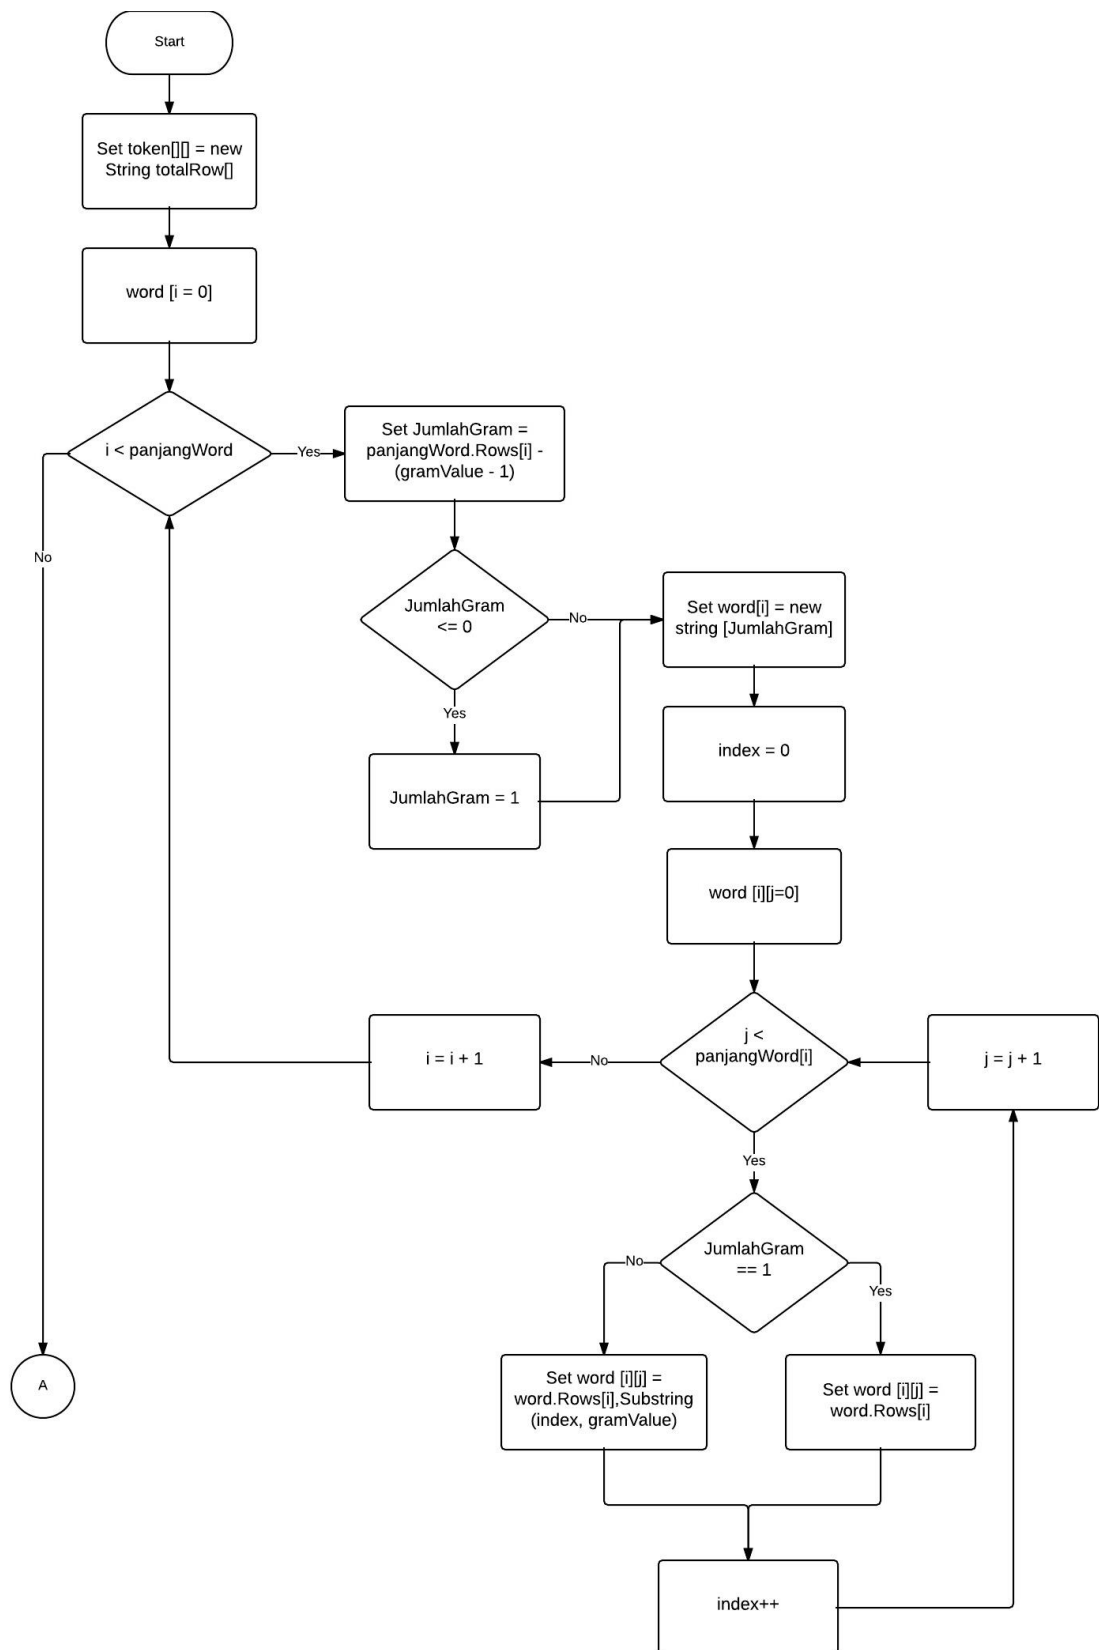 Start
Set token[][] = new
String totalRow[]
word [i = 0]
i < panjangWord
Yes
No
Set JumlahGram =
panjangWord.Rows[i] -
(gramValue - 1)
JumlahGram
<= 0
No
Yes
JumlahGram = 1
Set word[i] = new
string [JumlahGram]
index = 0
word [i][j=0]
j <
panjangWord[i]
No
i = i + 1
j = j + 1
Yes
JumlahGram
== 1
No
Yes
Set word [i][j] =
word.Rows[i],Substring
(index, gramValue)
Set word [i][j] =
word.Rows[i]
index++
A